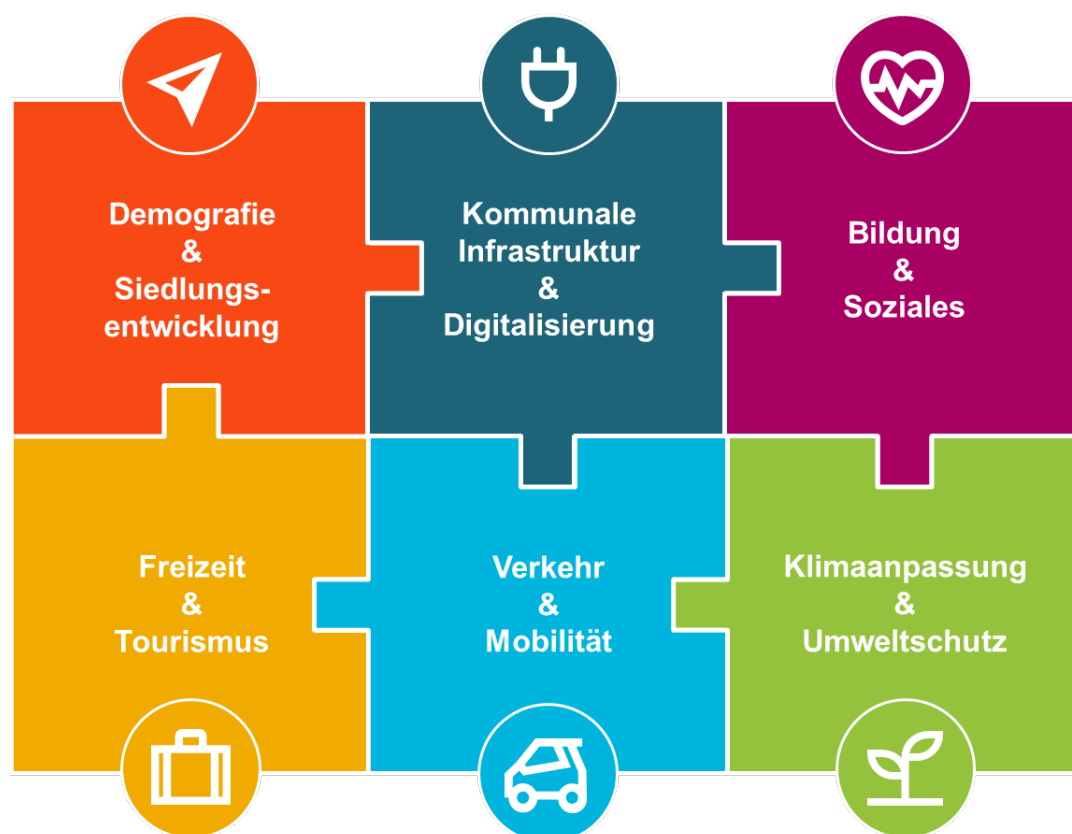 Demografie
&
Siedlungs-
entwicklung
Kommunale
Infrastruktur
&
Digitalisierung
Bildung
&
Soziales
Freizeit
&
Tourismus
Verkehr
&
Mobilität
Klimaanpassung
&
Umweltschutz